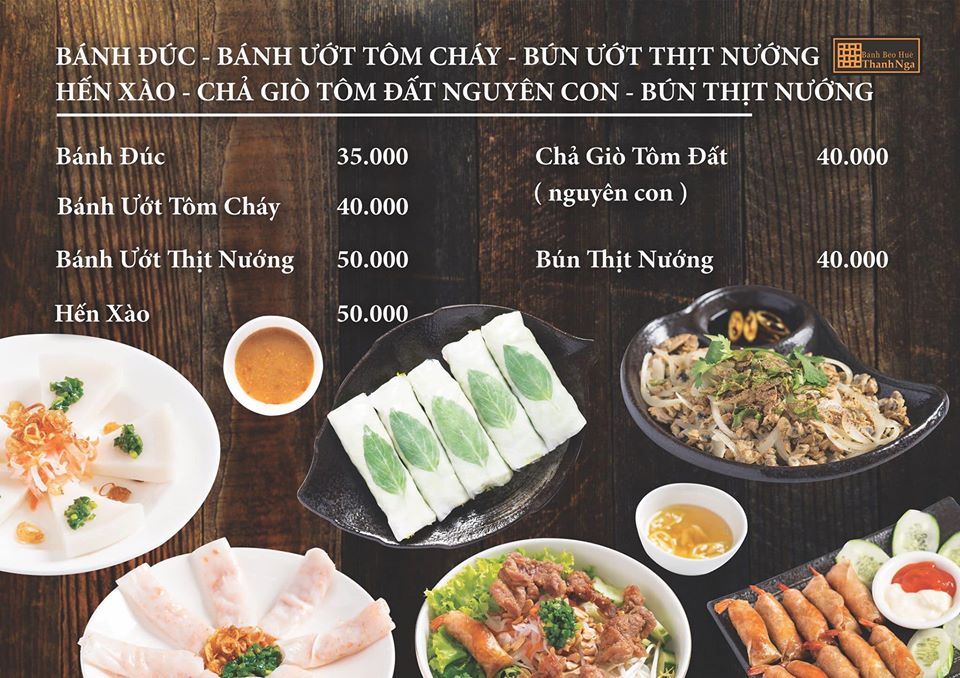 BÁNH ĐÚC - BÁNH ƯỚT TÔM CHÁY - BÚN ƯỚT THỊT NƯỚNG
HẾN XÀO - CHẢ GIÒ TÔM ĐẤT NGUYÊN CON - BÚN THỊT NƯỚNG
Bánh Bèo Huế
Thanh Nga
Bánh Đúc 35.000
Bánh Ướt Tôm Cháy 40.000
Bánh Ướt Thịt Nướng 50.000
Hến Xào 50.000
Chả Giò Tôm Đất 40.000
( nguyên con )
Bún Thịt Nướng 40.000